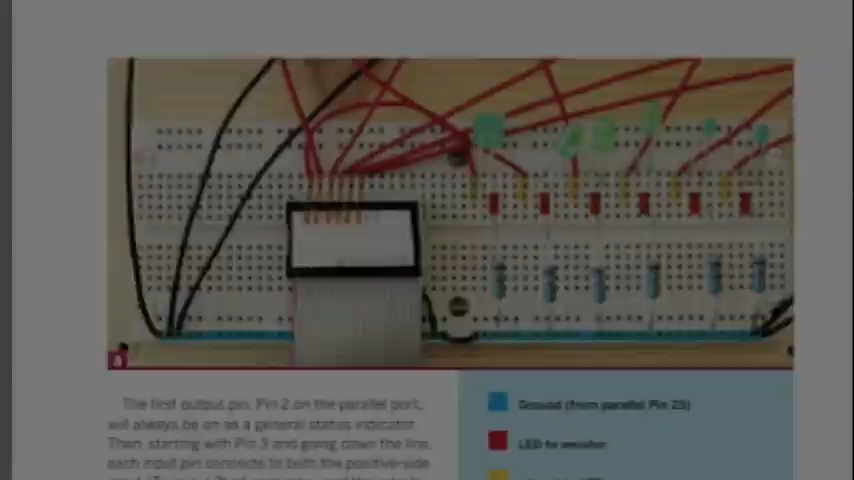 a
The first output pin, Pin 2 on the parallel port,
will always be on as a general status indicator.
Then, starting with Pin 3 and going down the line,
each input pin connects to both the positive-side
Ground (from parallel Pin 25)
LED to